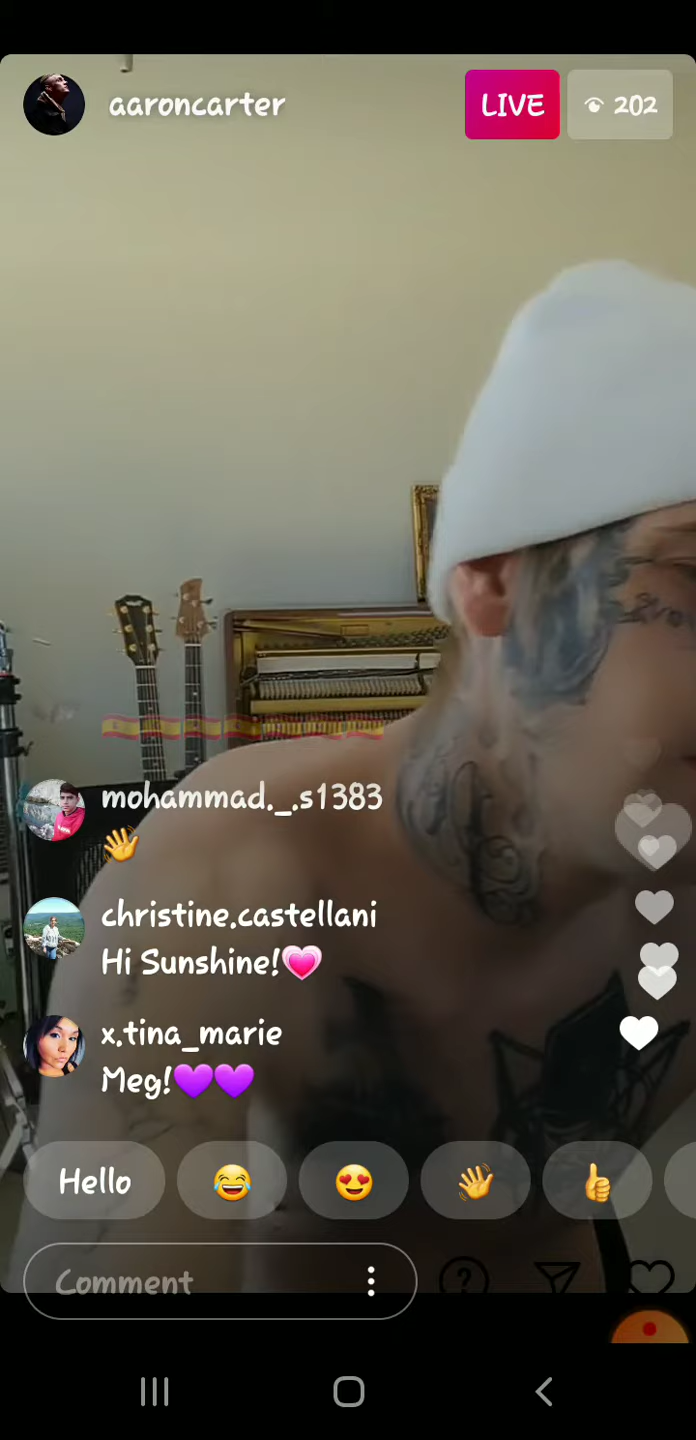 aaroncarter
LIVE
202
🇪🇸🇪🇸🇪🇸🇪🇸🇪🇸🇪🇸🇪🇸
mohammad._.s1383
👋
christine.castellani
Hi Sunshine!💗
x.tina_marie
Meg!💜💜
Hello 😂 😍 👋 👍
Comment